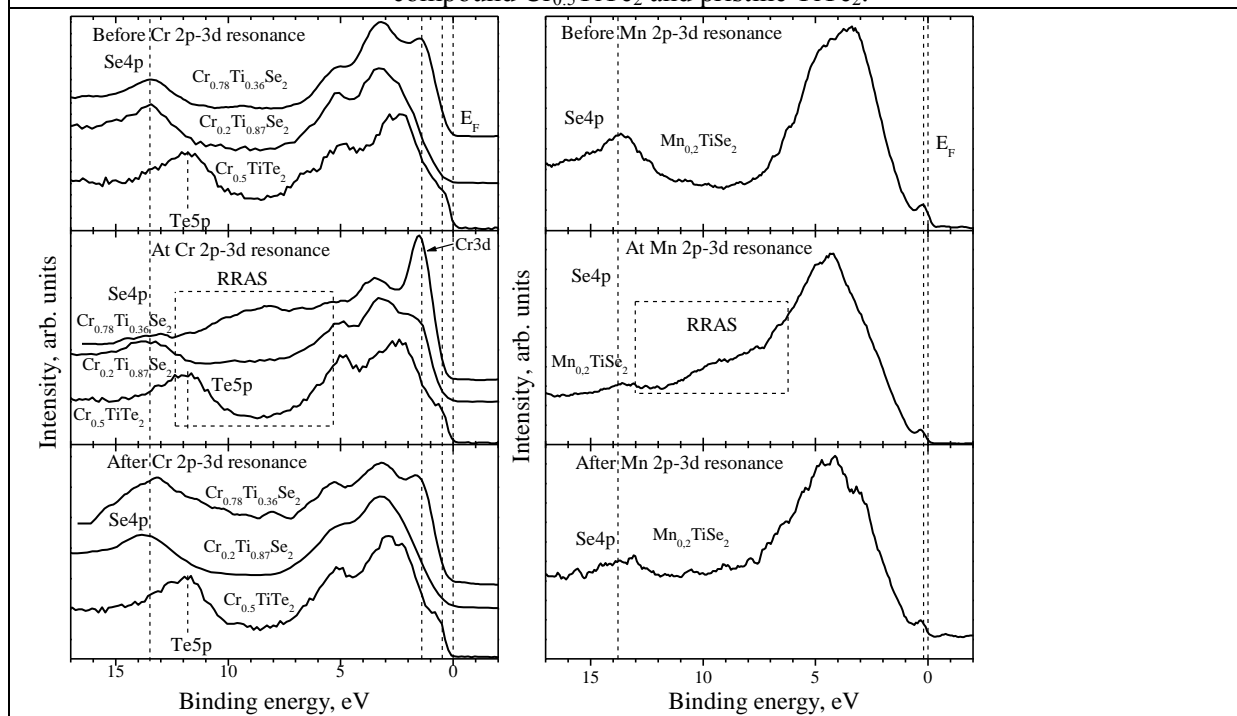 compound Cr0.5TiTe2 and pristine TiTe2.
Before Cr 2p-3d resonance
Se4p
Cr0.78Ti0.36Se2
EF
Cr0.2Ti0.87Se2
Cr0.5TiTe2
Te5p
At Cr 2p-3d resonance
Cr3d
RRAS
Se4p
Cr0.78Ti0.36Se2
Cr0.2Ti0.87Se2
Te5p
Cr0.5TiTe2
After Cr 2p-3d resonance
Cr0.78Ti0.36Se2
Se4p
Cr0.2Ti0.87Se2
Cr0.5TiTe2
Te5p
Intensity, arb. units
15 10 5 0
Binding energy, eV
Before Mn 2p-3d resonance
Se4p
Mn0,2TiSe2
EF
At Mn 2p-3d resonance
Se4p
RRAS
Mn0,2TiSe2
After Mn 2p-3d resonance
Se4p
Mn0,2TiSe2
Intensity, arb. units
15 10 5 0
Binding energy, eV